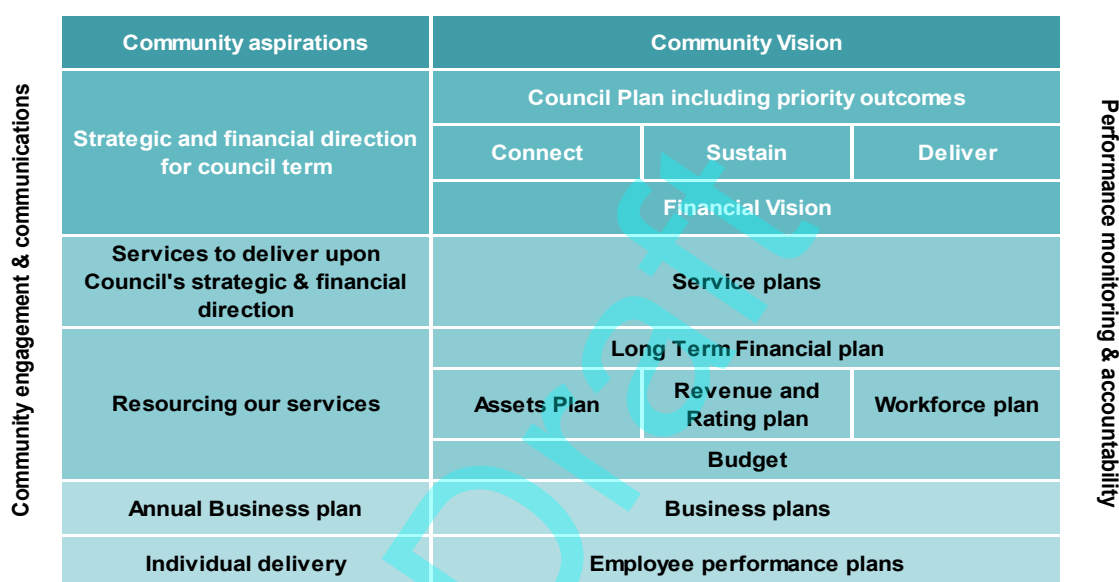 Community engagement & communications
Community aspirations
Community Vision
Strategic and financial direction
for council term
Council Plan including priority outcomes
Connect
Sustain
Deliver
Financial Vision
Services to deliver upon
Council's strategic & financial
direction
Service plans
Resourcing our services
Long Term Financial plan
Assets Plan
Revenue and
Rating plan
Workforce plan
Budget
Annual Business plan
Business plans
Individual delivery
Employee performance plans
Performance monitoring & accountability
Draft